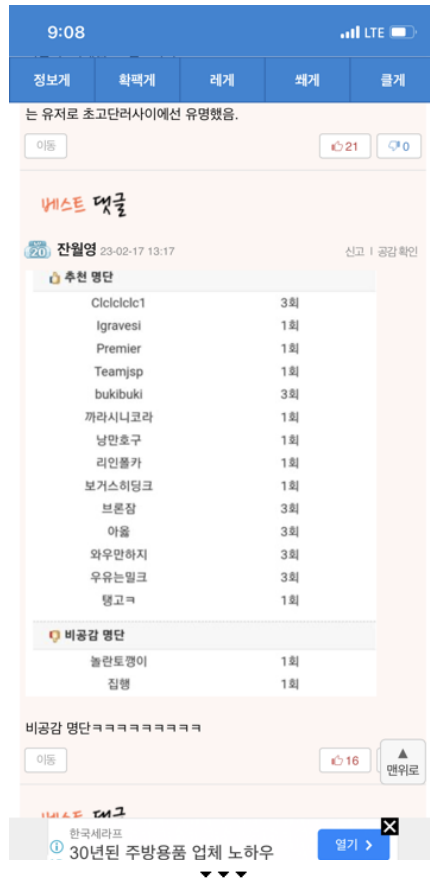 9:08
LTE
정보게 확팩게 레게 쐐게 클게
는 유저로 초고단러사이에선 유명했음.
이동 21 0
베스트 댓글
20 잔월영 23-02-17 13:17 신고 | 공감 확인
추천 명단
Clclclclc1 3회
Igravesi 1회
Premier 1회
Teamjsp 1회
bukibuki 3회
까라시니코라 1회
낭만호구 1회
리인폴카 1회
보거스히딩크 1회
브론잠 3회
아옳 3회
와우만하지 3회
우유는밀크 3회
탱고ㅋ 1회
비공감 명단
놀란토깽이 1회
집행 1회
비공감 명단ㅋㅋㅋㅋㅋㅋㅋㅋㅋ
이동 16
맨위로
한국세라프
30년된 주방용품 업체 노하우
열기